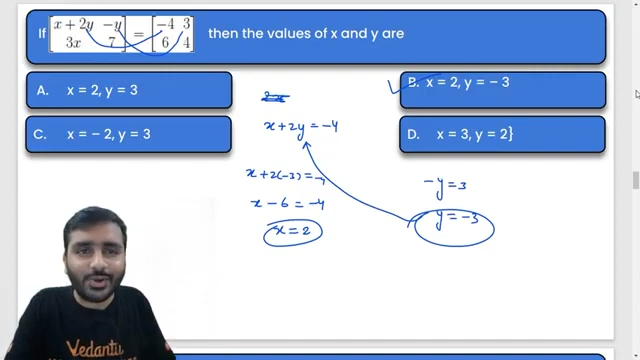 If [x + 2y −y 3x 7] = [−4 3 6 4] then the values of x and y are
A. x = 2, y = 3
B. x = 2, y = − 3
C. x = − 2, y = 3
D. x = 3, y = 2}
x + 2y = −4
x + 2(−3) = −4
x − 6 = −4
x = 2
−y = 3
y = −3
Vedantu